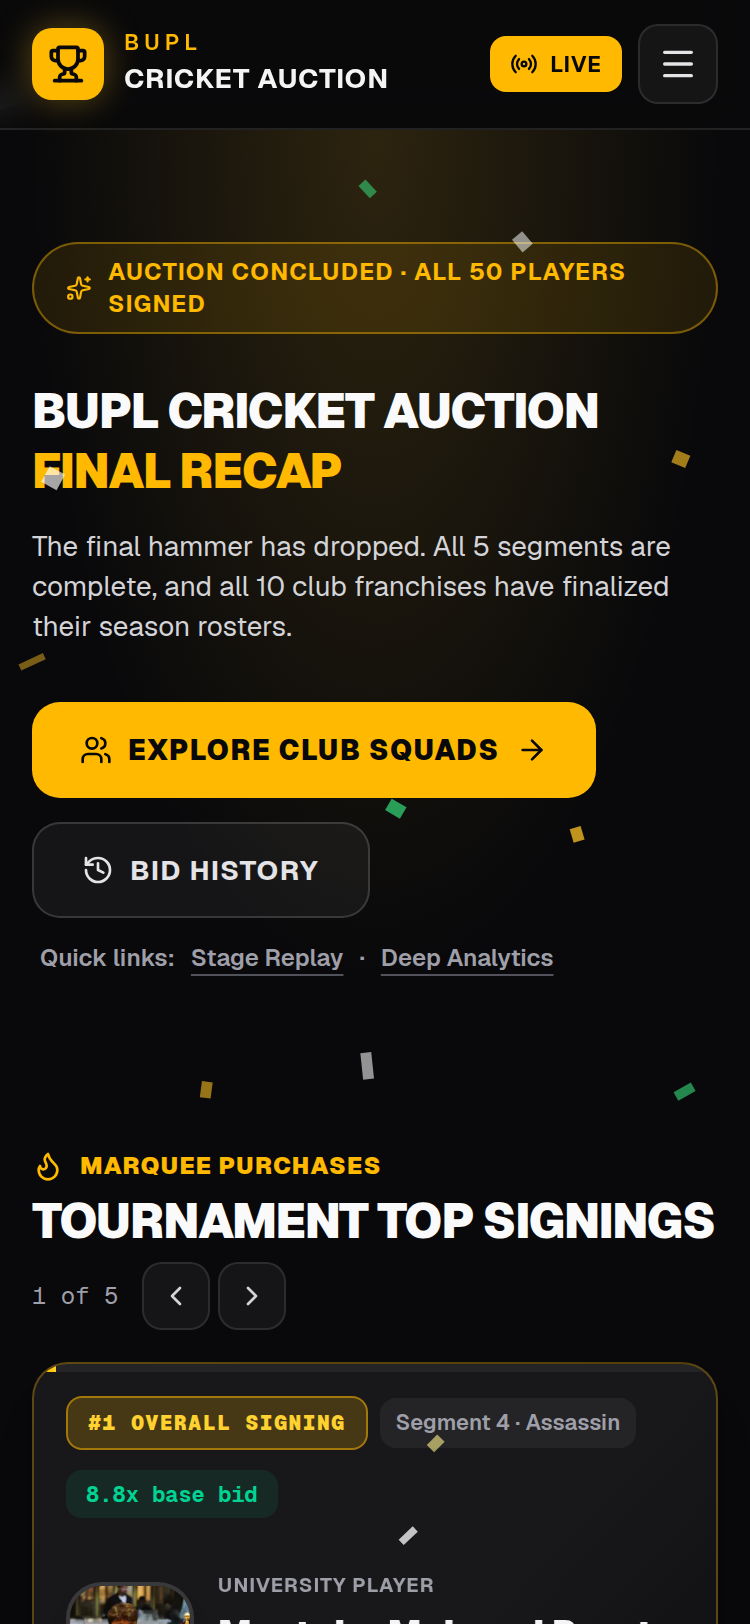 BUPL
CRICKET AUCTION
LIVE
AUCTION CONCLUDED · ALL 50 PLAYERS
SIGNED
BUPL CRICKET AUCTION
FINAL RECAP
The final hammer has dropped. All 5 segments are
complete, and all 10 club franchises have finalized
their season rosters.
EXPLORE CLUB SQUADS
BID HISTORY
Quick links: Stage Replay · Deep Analytics
MARQUEE PURCHASES
TOURNAMENT TOP SIGNINGS
1 of 5
#1 OVERALL SIGNING
Segment 4 · Assassin
8.8x base bid
UNIVERSITY PLAYER